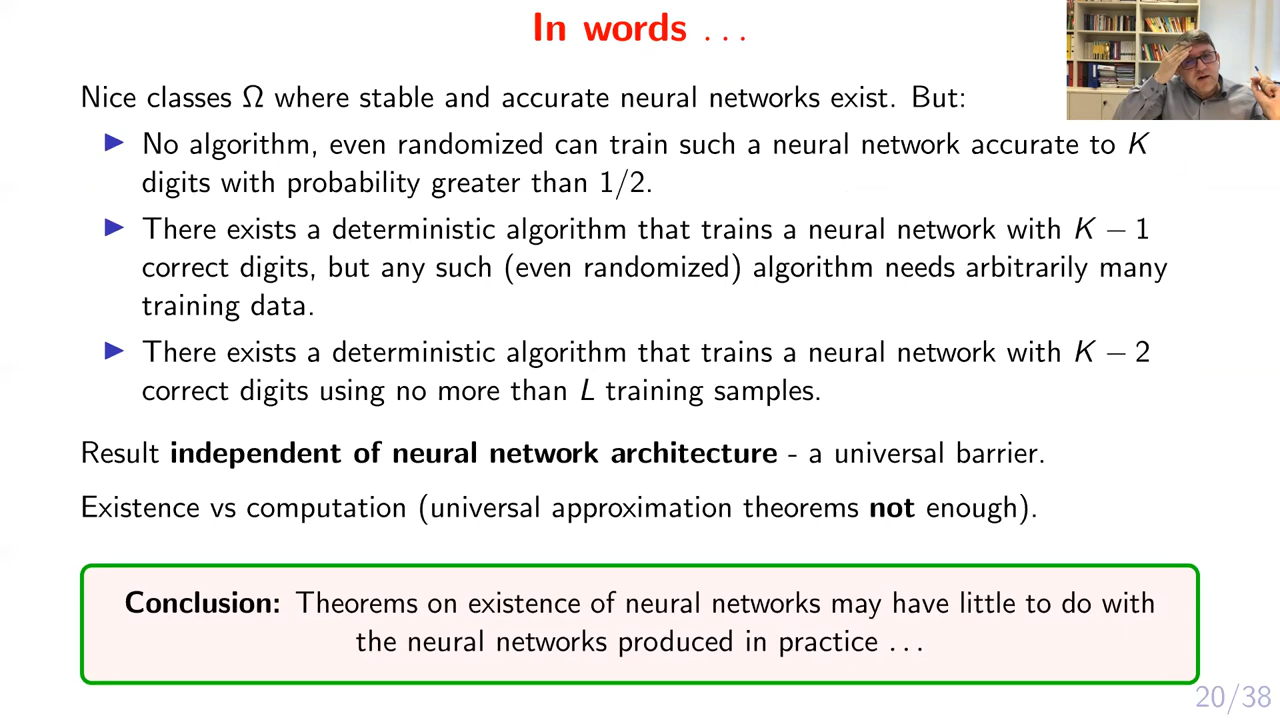 In words . . .
Nice classes Ω where stable and accurate neural networks exist. But:
▶ No algorithm, even randomized can train such a neural network accurate to K
digits with probability greater than 1/2.
▶ There exists a deterministic algorithm that trains a neural network with K − 1
correct digits, but any such (even randomized) algorithm needs arbitrarily many
training data.
▶ There exists a deterministic algorithm that trains a neural network with K − 2
correct digits using no more than L training samples.
Result independent of neural network architecture - a universal barrier.
Existence vs computation (universal approximation theorems not enough).
Conclusion: Theorems on existence of neural networks may have little to do with
the neural networks produced in practice . . .
20/38